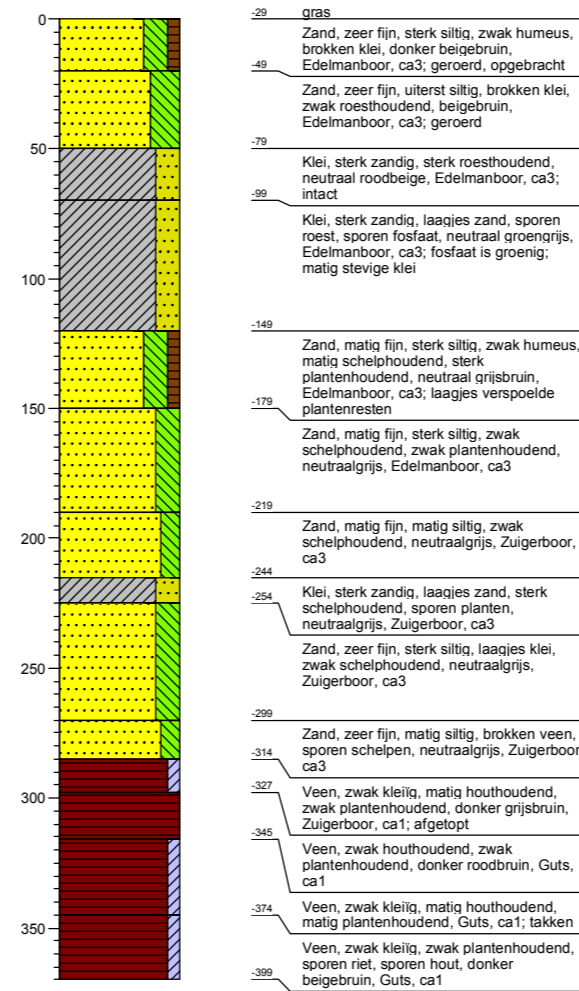 0
50
100
150
200
250
300
350
-29
gras
Zand, zeer fijn, sterk siltig, zwak humeus,
brokken klei, donker beigebruin,
Edelmanboor, ca3; geroerd, opgebracht
-49
Zand, zeer fijn, uiterst siltig, brokken klei,
zwak roesthoudend, beigebruin,
Edelmanboor, ca3; geroerd
-79
Klei, sterk zandig, sterk roesthoudend,
neutraal roodbeige, Edelmanboor, ca3;
intact
-99
Klei, sterk zandig, laagjes zand, sporen
roest, sporen fosfaat, neutraal groengrijs,
Edelmanboor, ca3; fosfaat is groenig;
matig stevige klei
-149
Zand, matig fijn, sterk siltig, zwak humeus,
matig schelphoudend, sterk
plantenhoudend, neutraal grijsbruin,
Edelmanboor, ca3; laagjes verspoelde
plantenresten
-179
Zand, matig fijn, sterk siltig, zwak
schelphoudend, zwak plantenhoudend,
neutraalgrijs, Edelmanboor, ca3
-219
Zand, matig fijn, matig siltig, zwak
schelphoudend, neutraalgrijs, Zuigerboor,
ca3
-244
Klei, sterk zandig, laagjes zand, sterk
schelphoudend, sporen planten,
neutraalgrijs, Zuigerboor, ca3
-254
Zand, zeer fijn, sterk siltig, laagjes klei,
zwak schelphoudend, neutraalgrijs,
Zuigerboor, ca3
-299
Zand, zeer fijn, matig siltig, brokken veen,
sporen schelpen, neutraalgrijs, Zuigerboor
ca3
-314
Veen, zwak kleiïg, matig houthoudend,
zwak plantenhoudend, donker grijsbruin,
Zuigerboor, ca1; afgetopt
-327
Veen, zwak houthoudend, zwak
plantenhoudend, donker roodbruin, Guts,
ca1
-345
Veen, zwak kleiïg, matig houthoudend,
matig plantenhoudend, Guts, ca1; takken
-374
Veen, zwak kleiïg, zwak plantenhoudend,
sporen riet, sporen hout, donker
beigebruin, Guts, ca1
-399